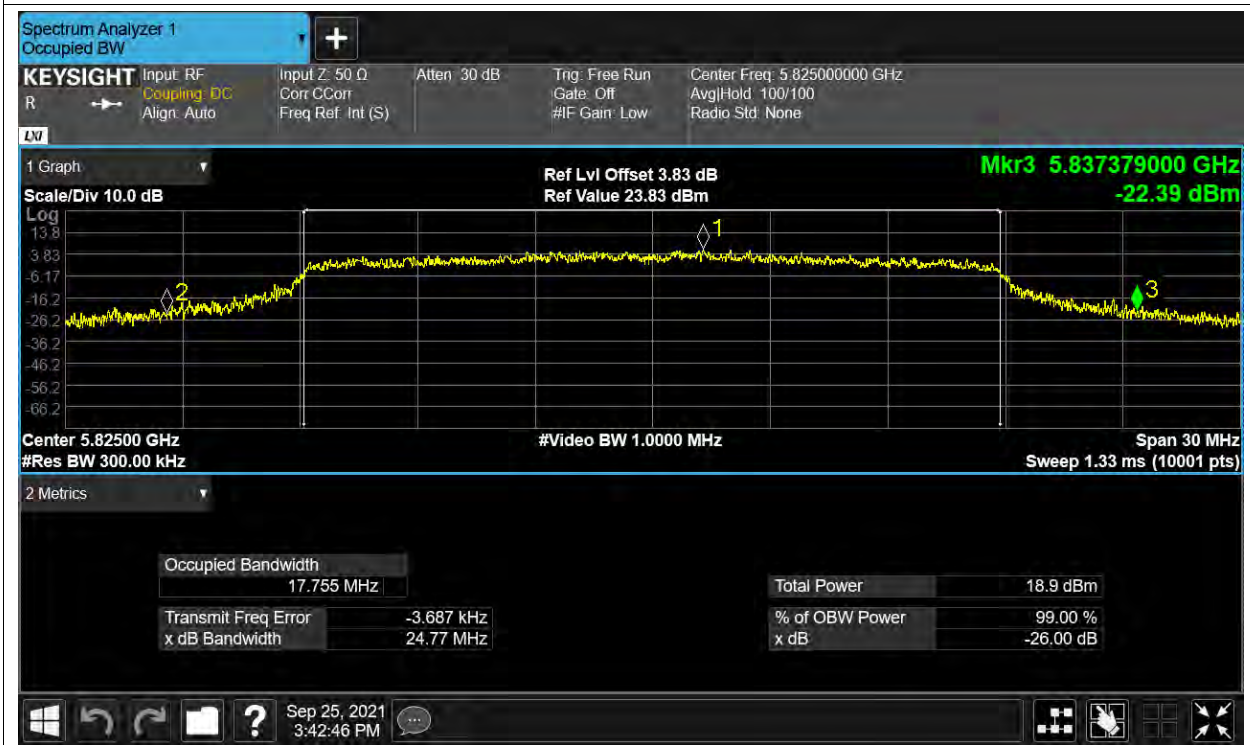 Spectrum Analyzer 1
Occupied BW
+
KEYSIGHT
R
LXI
Input: RF
Coupling: DC
Align: Auto
Input Z: 50 Ω
Corr CCorr
Freq Ref: Int (S)
Atten: 30 dB
Trig: Free Run
Gate: Off
#IF Gain: Low
Center Freq: 5.825000000 GHz
Avg|Hold: 100/100
Radio Std: None
1 Graph
Scale/Div 10.0 dB
Ref Lvl Offset 3.83 dB
Ref Value 23.83 dBm
Mkr3 5.837379000 GHz
-22.39 dBm
Log
13.8
3.83
-6.17
-16.2
-26.2
-36.2
-46.2
-56.2
-66.2
1
2
3
Center 5.82500 GHz
#Res BW 300.00 kHz
#Video BW 1.0000 MHz
Span 30 MHz
Sweep 1.33 ms (10001 pts)
2 Metrics
Occupied Bandwidth
17.755 MHz
Transmit Freq Error -3.687 kHz
x dB Bandwidth 24.77 MHz
Total Power 18.9 dBm
% of OBW Power 99.00 %
x dB -26.00 dB
?
Sep 25, 2021
3:42:46 PM